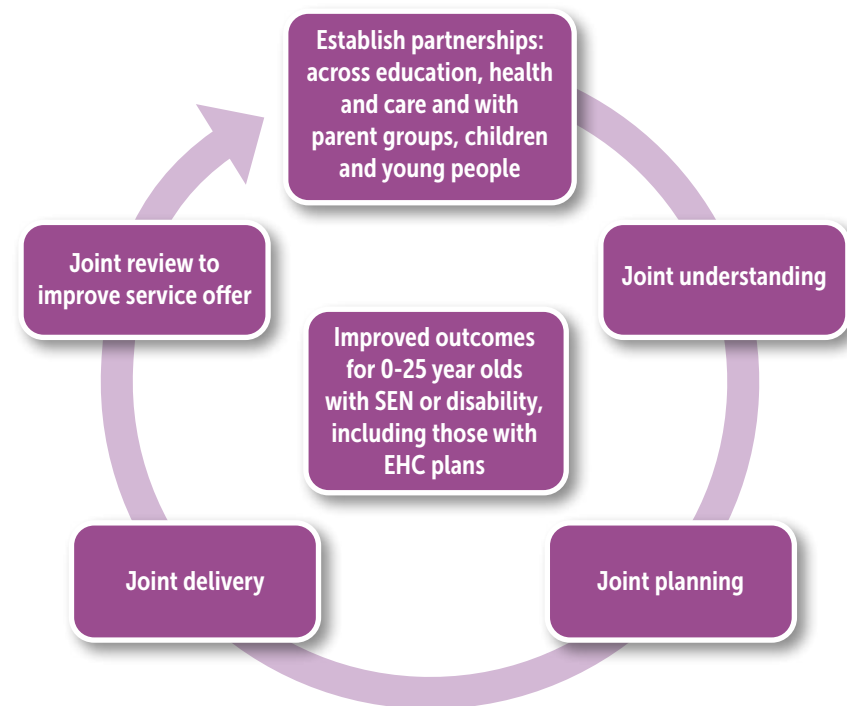 Establish partnerships:
across education, health
and care and with
parent groups, children
and young people
Joint understanding
Joint planning
Joint delivery
Joint review to
improve service offer
Improved outcomes
for 0-25 year olds
with SEN or disability,
including those with
EHC plans